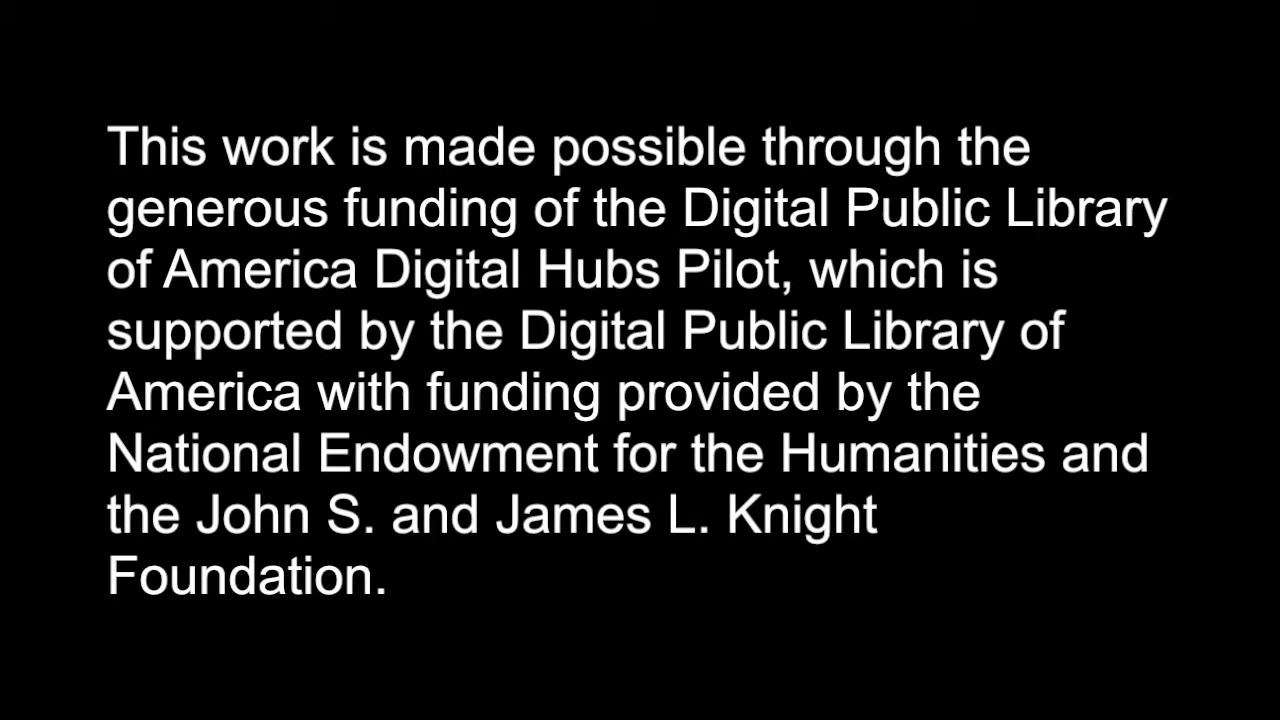 This work is made possible through the
generous funding of the Digital Public Library
of America Digital Hubs Pilot, which is
supported by the Digital Public Library of
America with funding provided by the
National Endowment for the Humanities and
the John S. and James L. Knight
Foundation.